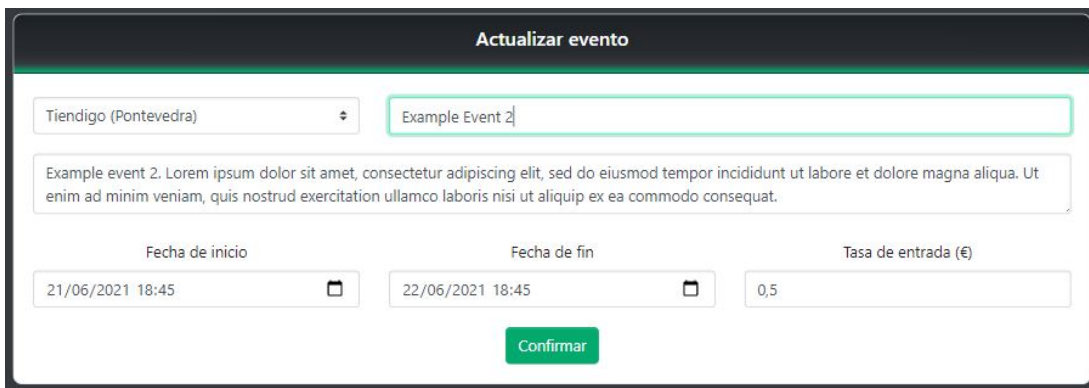 Actualizar evento
Tiendigo (Pontevedra)
Example Event 2
Example event 2. Lorem ipsum dolor sit amet, consectetur adipiscing elit, sed do eiusmod tempor incididunt ut labore et dolore magna aliqua. Ut
enim ad minim veniam, quis nostrud exercitation ullamco laboris nisi ut aliquip ex ea commodo consequat.
Fecha de inicio
Fecha de fin
Tasa de entrada (€)
21/06/2021 18:45
22/06/2021 18:45
0,5
Confirmar